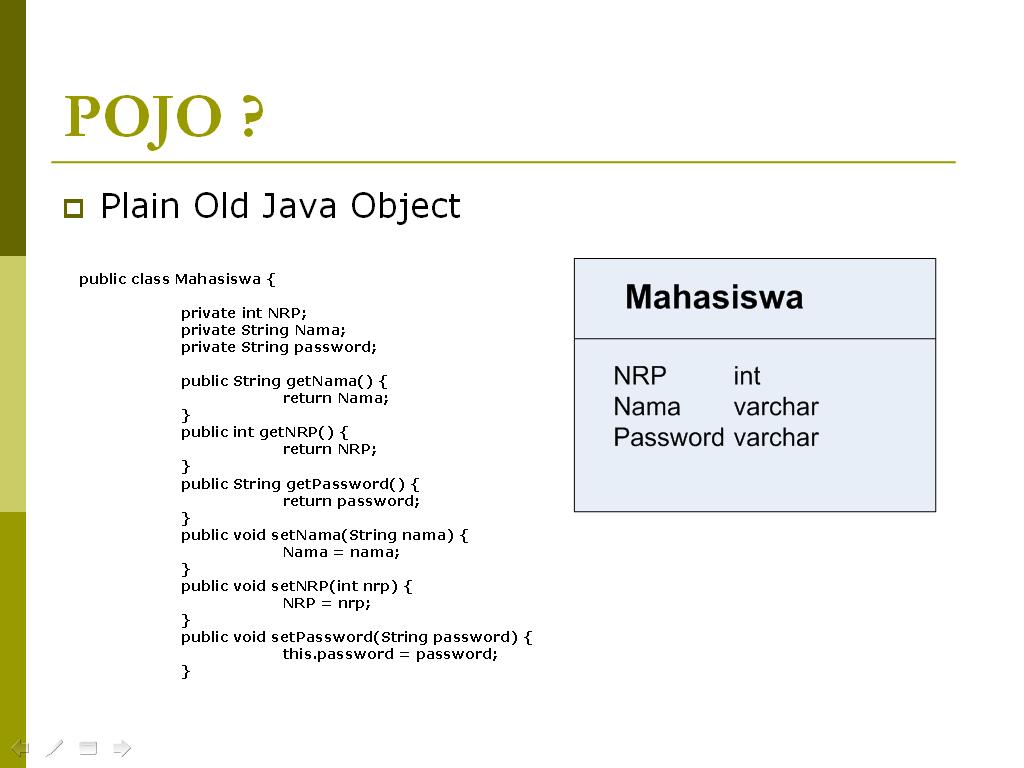 POJO ?
Plain Old Java Object
public class Mahasiswa {
private int NRP;
private String Nama;
private String password;
public String getNama() {
return Nama;
}
public int getNRP() {
return NRP;
}
public String getPassword() {
return password;
}
public void setNama(String nama) {
Nama = nama;
}
public void setNRP(int nrp) {
NRP = nrp;
}
public void setPassword(String password) {
this.password = password;
}
Mahasiswa
NRP int
Nama varchar
Password varchar